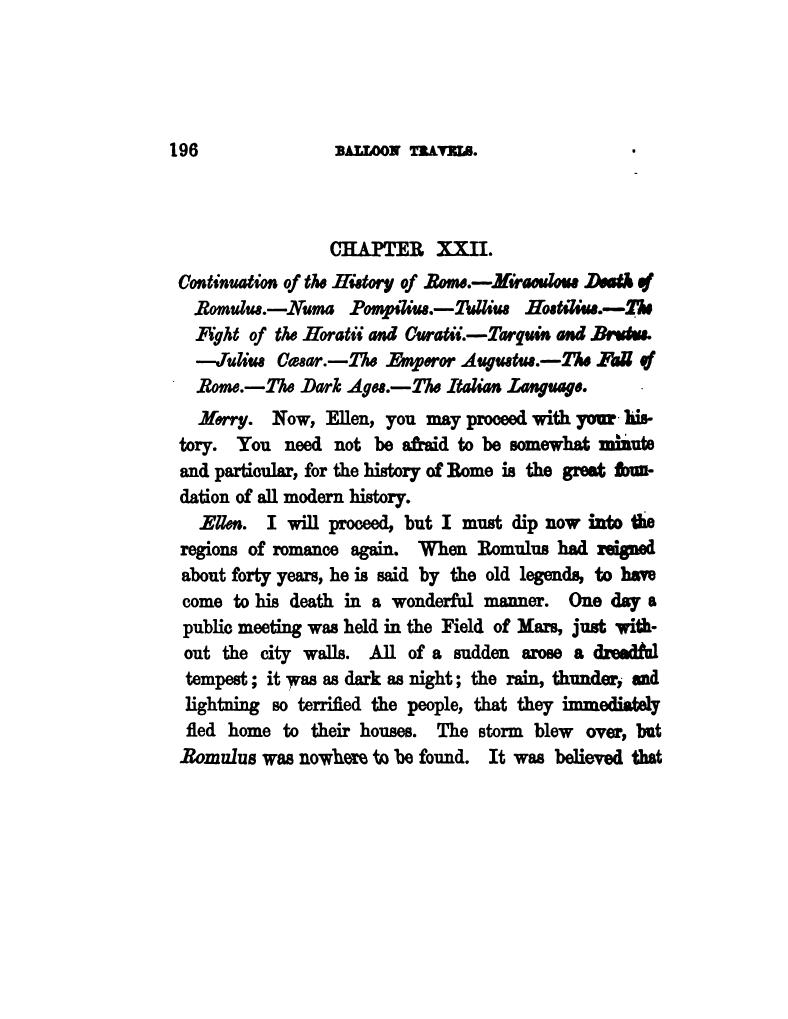 196 BALLOON TRAVELS.
CHAPTER XXII.
Continuation of the History of Rome.—Miraculous Death of
Romulus.—Numa Pompilius.—Tullius Hostilius.—The
Fight of the Horatii and Curatii.—Tarquin and Brutus.
—Julius Cæsar.—The Emperor Augustus.—The Fall of
Rome.—The Dark Ages.—The Italian Language.
Merry. Now, Ellen, you may proceed with your his-
tory. You need not be afraid to be somewhat minute
and particular, for the history of Rome is the great foun-
dation of all modern history.
Ellen. I will proceed, but I must dip now into the
regions of romance again. When Romulus had reigned
about forty years, he is said by the old legends, to have
come to his death in a wonderful manner. One day a
public meeting was held in the Field of Mars, just with-
out the city walls. All of a sudden arose a dreadful
tempest; it was as dark as night; the rain, thunder, and
lightning so terrified the people, that they immediately
fled home to their houses. The storm blew over, but
Romulus was nowhere to be found. It was believed that